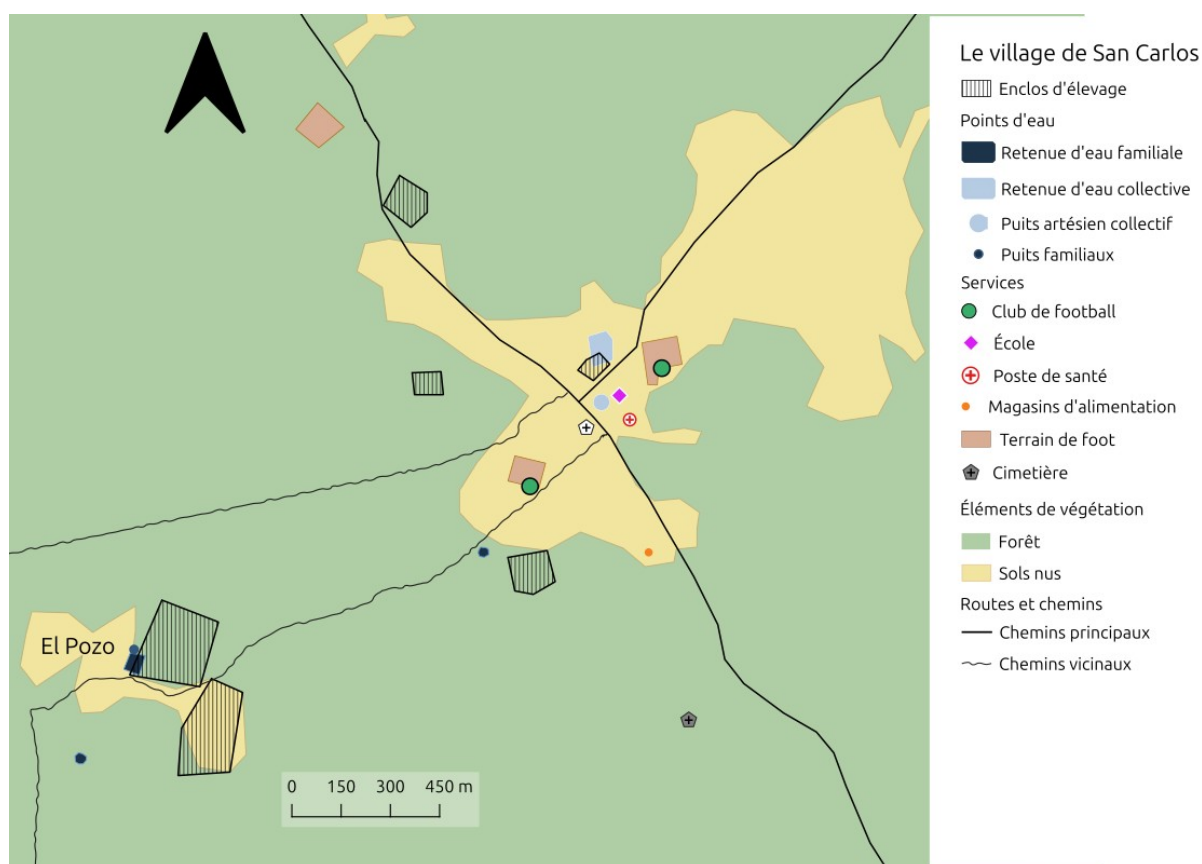 Le village de San Carlos
Enclos d'élevage
Points d'eau
Retenue d'eau familiale
Retenue d'eau collective
Puits artésien collectif
Puits familiaux
Services
Club de football
École
Poste de santé
Magasins d'alimentation
Terrain de foot
Cimetière
Éléments de végétation
Forêt
Sols nus
Routes et chemins
Chemins principaux
Chemins vicinaux
El Pozo
0 150 300 450 m